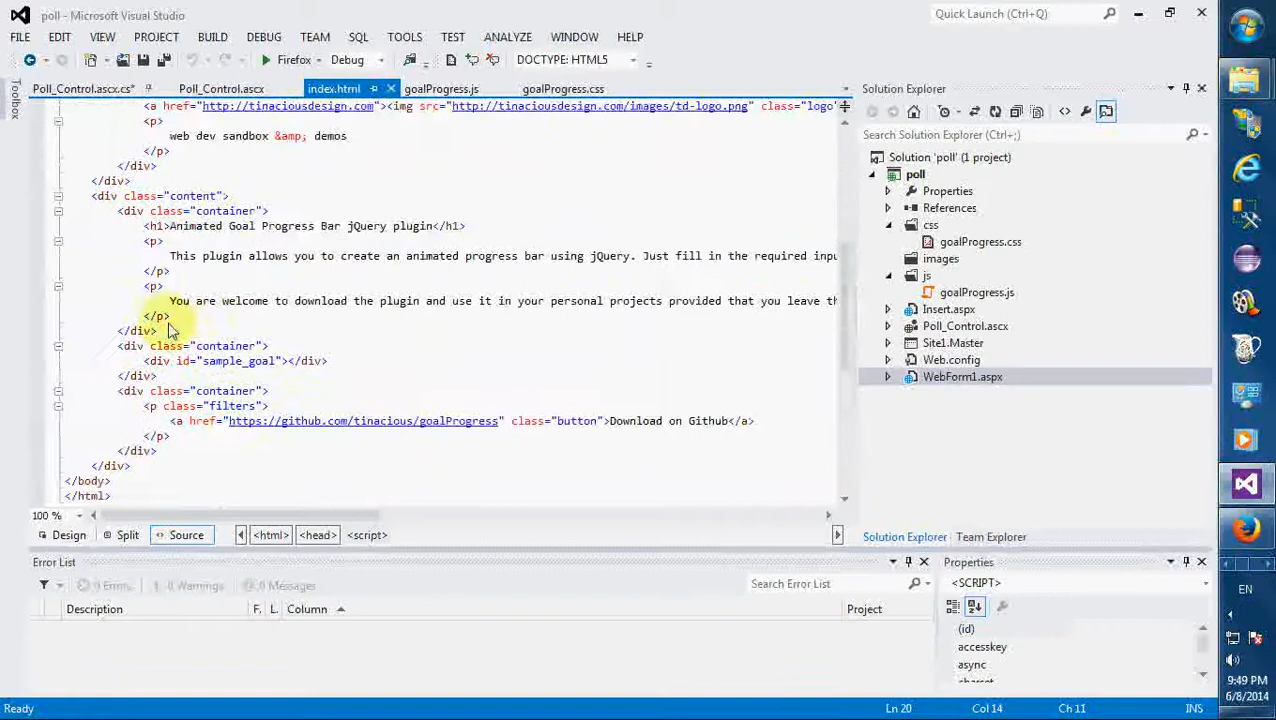 poll - Microsoft Visual Studio
Quick Launch (Ctrl+;)
FILE EDIT VIEW PROJECT BUILD DEBUG TEAM SQL TOOLS TEST ANALYZE WINDOW HELP
Firefox Debug DOCTYPE: HTML5
Poll_Control.ascx.cs* Poll_Control.ascx index.html goalProgress.js goalProgress.css
Toolbox
<a href="http://tinaciousdesign.com"><img src="http://tinaciousdesign.com/images/td-logo.png" class="logo"
<p>
web dev sandbox &amp; demos
</p>
</div>
</div>
<div class="content">
<div class="container">
<h1>Animated Goal Progress Bar jQuery plugin</h1>
<p>
This plugin allows you to create an animated progress bar using jQuery. Just fill in the required inpu
</p>
<p>
You are welcome to download the plugin and use it in your personal projects provided that you leave th
</p>
</div>
<div class="container">
<div id="sample_goal"></div>
</div>
<div class="container">
<p class="filters">
<a href="https://github.com/tinacious/goalProgress" class="button">Download on Github</a>
</p>
</div>
</div>
</body>
</html>
100 %
Design Split Source <html> <head> <script>
Solution Explorer
Search Solution Explorer (Ctrl+;)
Solution 'poll' (1 project)
poll
Properties
References
css
goalProgress.css
images
js
goalProgress.js
Insert.aspx
Poll_Control.ascx
Site1.Master
Web.config
WebForm1.aspx
Solution Explorer Team Explorer
Error List
0 Errors 0 Warnings 0 Messages Search Error List
Description F. L. Column Project
Properties
<SCRIPT>
(id)
accesskey
async
charset
Ready Ln 20 Col 14 Ch 11 INS
EN
9:49 PM
6/8/2014